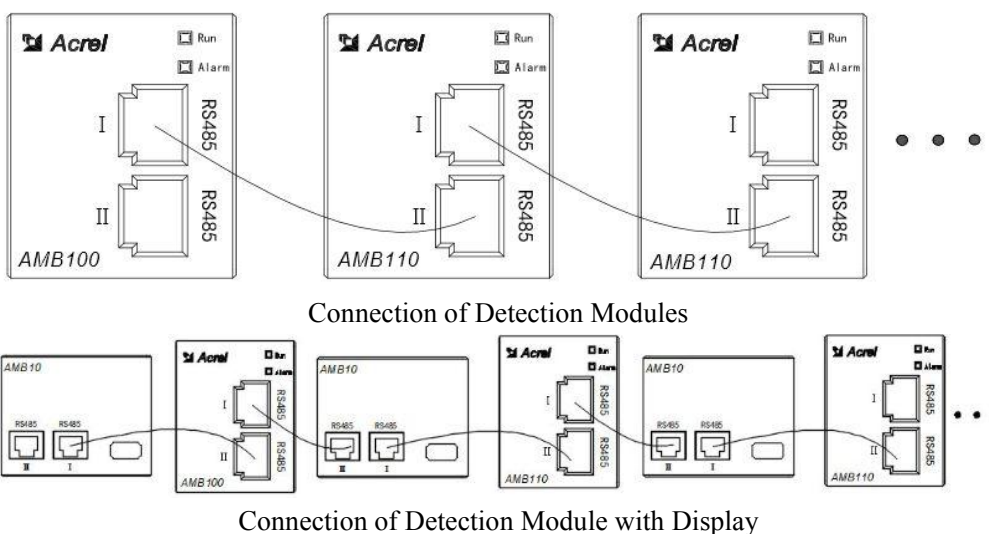 Acrel Run Alarm
I RS485
II RS485
AMB100
Acrel Run Alarm
I RS485
II RS485
AMB110
Acrel Run Alarm
I RS485
II RS485
AMB110
Connection of Detection Modules
AMB10
RS485 RS485
II I
Acrel Run Alarm
I RS485
II RS485
AMB100
AMB10
RS485 RS485
II I
Acrel Run Alarm
I RS485
II RS485
AMB110
AMB10
RS485 RS485
II I
Acrel Run Alarm
I RS485
II RS485
AMB110
Connection of Detection Module with Display